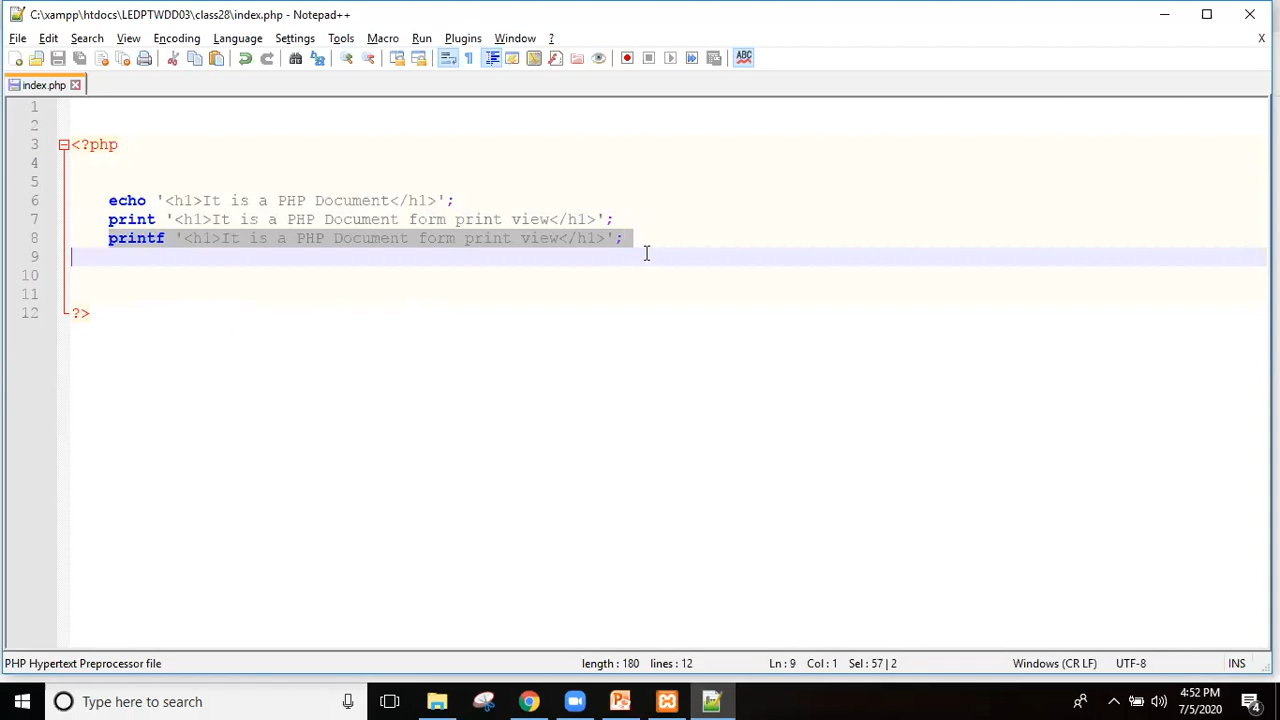 C:\xampp\htdocs\LEDPTWDD03\class28\index.php - Notepad++
File Edit Search View Encoding Language Settings Tools Macro Run Plugins Window ? X
ABC
index.php
1
2
3 <?php
4
5
6 echo '<h1>It is a PHP Document</h1>';
7 print '<h1>It is a PHP Document form print view</h1>';
8 printf '<h1>It is a PHP Document form print view</h1>';
9
10
11
12 ?>
PHP Hypertext Preprocessor file length : 180 lines : 12 Ln : 9 Col : 1 Sel : 57 | 2 Windows (CR LF) UTF-8 INS
Type here to search
4:52 PM
7/5/2020
4